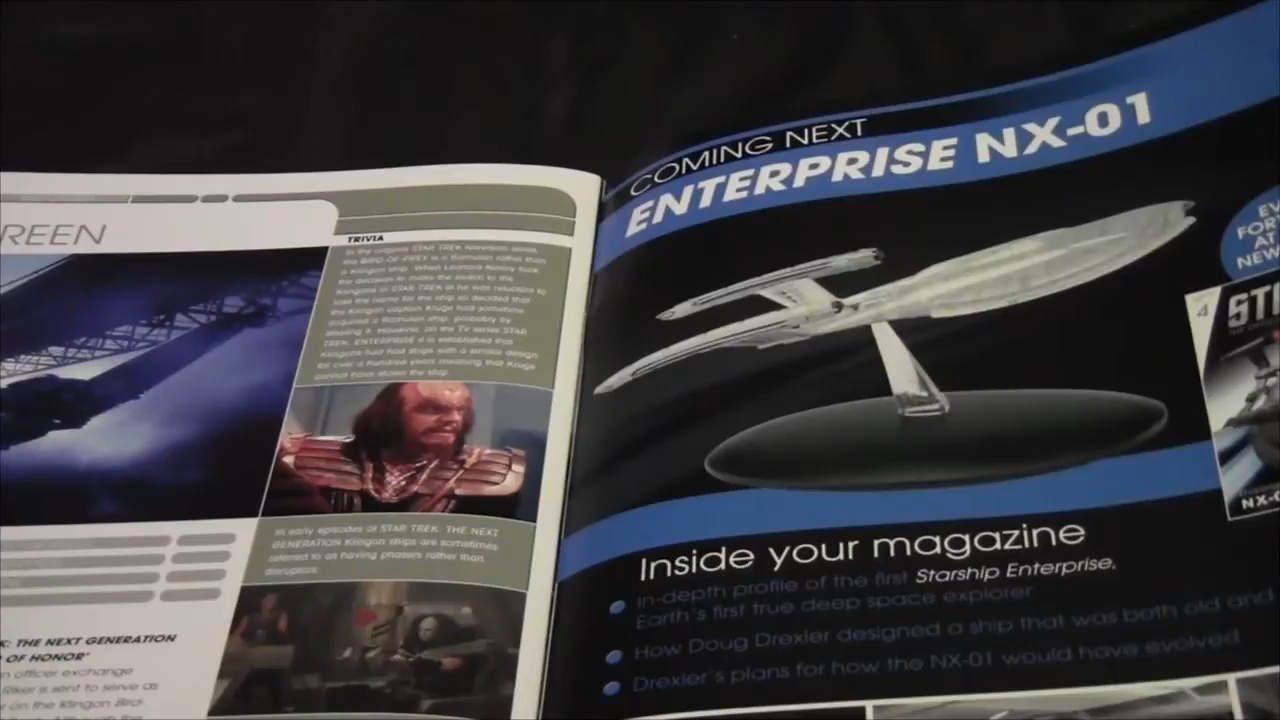 REEN
TRIVIA
In the original STAR TREK television series,
the BIRD-OF-PREY is a Romulan rather than
a Klingon ship. When Leonard Nimoy took
the decision to make the switch to the
Klingons in STAR TREK III he was reluctant to
lose the name for the ship so decided that
the Klingon captain Kruge had somehow
acquired a Romulan ship, probably by
stealing it. However, on the TV series STAR
TREK: ENTERPRISE it is established that
Klingons had had ships with a similar design
for over a hundred years meaning that Kruge
cannot have stolen the ship.
In early episodes of STAR TREK: THE NEXT
GENERATION Klingon ships are sometimes
referred to as having phasers rather than
disruptors.
K: THE NEXT GENERATION
OF HONOR"
n officer exchange
Riker is sent to serve as
r on the Klingon Bird-
COMING NEXT
ENTERPRISE NX-01
EV
FOR
AT
NEW
4
STA
NX-0
Inside your magazine
In-depth profile of the first Starship Enterprise,
Earth's first true deep space explorer
How Doug Drexler designed a ship that was both old and
Drexler's plans for how the NX-01 would have evolved